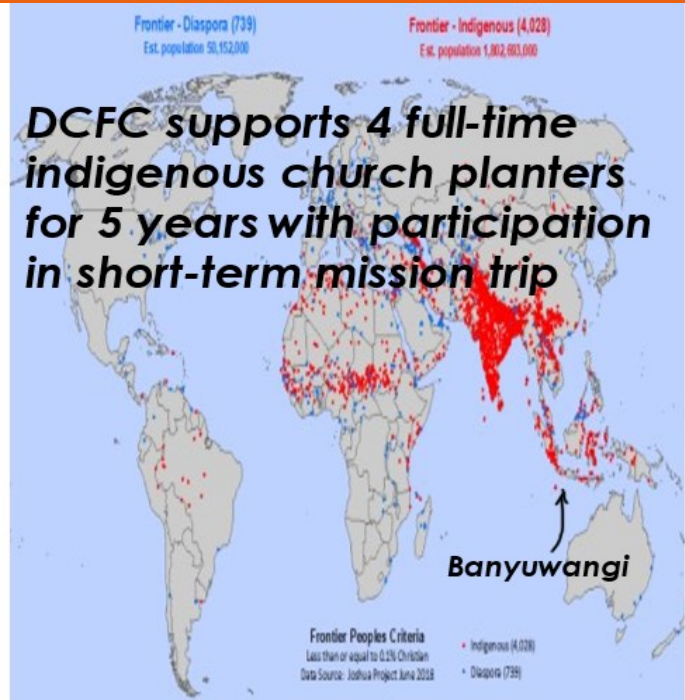 Frontier - Diaspora (739)
Est. population 50,152,000
Frontier - Indigenous (4,028)
Est. population 1,802,693,000
DCFC supports 4 full-time
indigenous church planters
for 5 years with participation
in short-term mission trip
Banyuwangi
Frontier Peoples Criteria
Less than or equal to 0.1% Christian
Data Source: Joshua Project June 2018
Indigenous (4,028)
Diaspora (739)